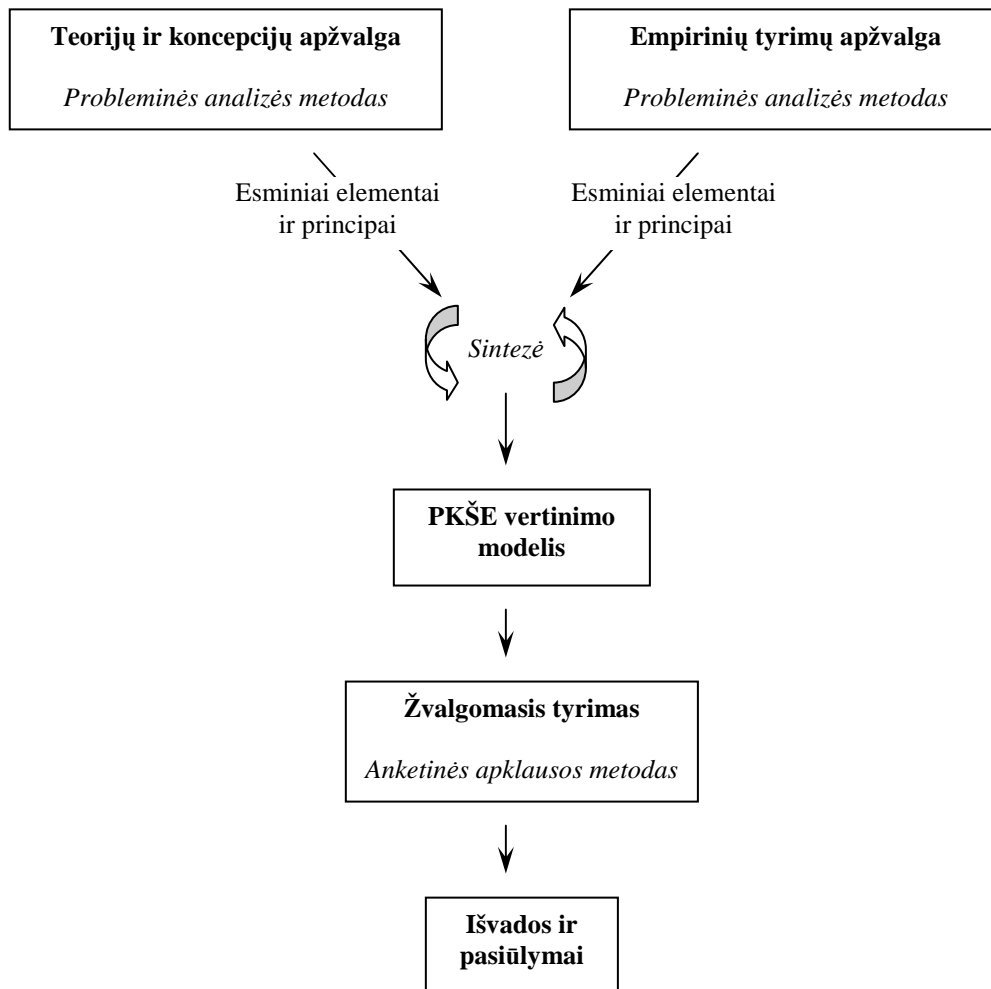 Teorijų ir koncepcijų apžvalga
Probleminės analizės metodas
Empirinių tyrimų apžvalga
Probleminės analizės metodas
Esminiai elementai
ir principai
Esminiai elementai
ir principai
Sintezė
PKŠE vertinimo
modelis
Žvalgomasis tyrimas
Anketinės apklausos metodas
Išvados ir
pasiūlymai